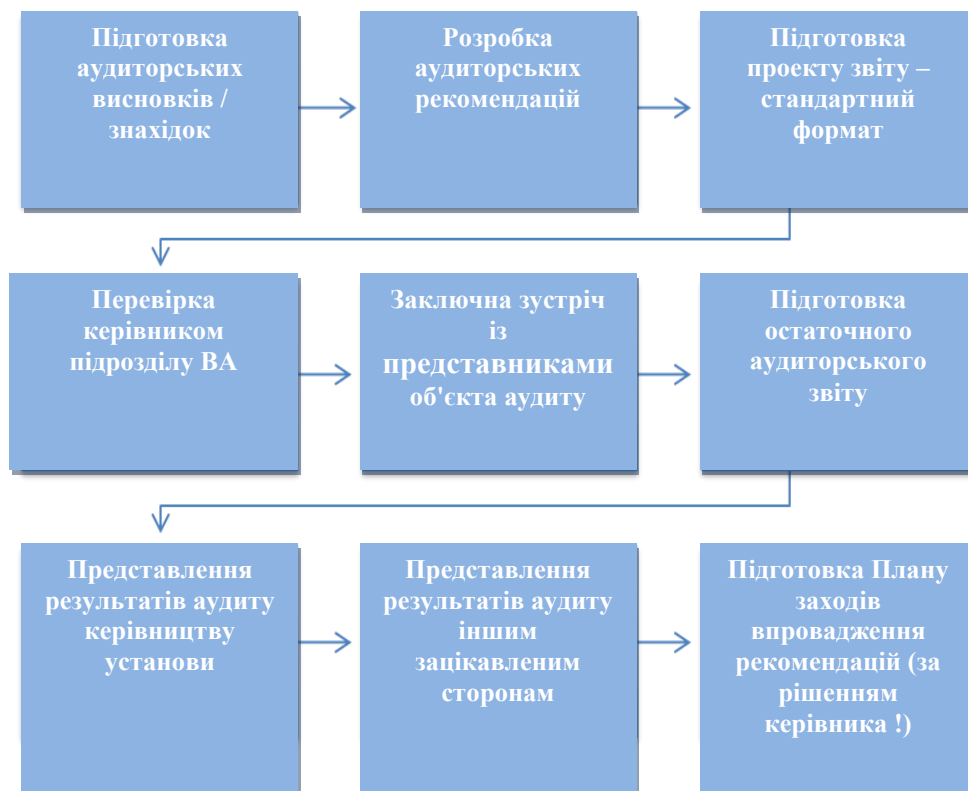 Підготовка
аудиторських
висновків /
знахідок
Розробка
аудиторських
рекомендацій
Підготовка
проекту звіту –
стандартний
формат
Перевірка
керівником
підрозділу ВА
Заключна зустріч
із
представниками
об'єкта аудиту
Підготовка
остаточного
аудиторського
звіту
Представлення
результатів аудиту
керівництву
установи
Представлення
результатів аудиту
іншим
зацікавленим
сторонам
Підготовка Плану
заходів
впровадження
рекомендацій (за
рішенням
керівника !)